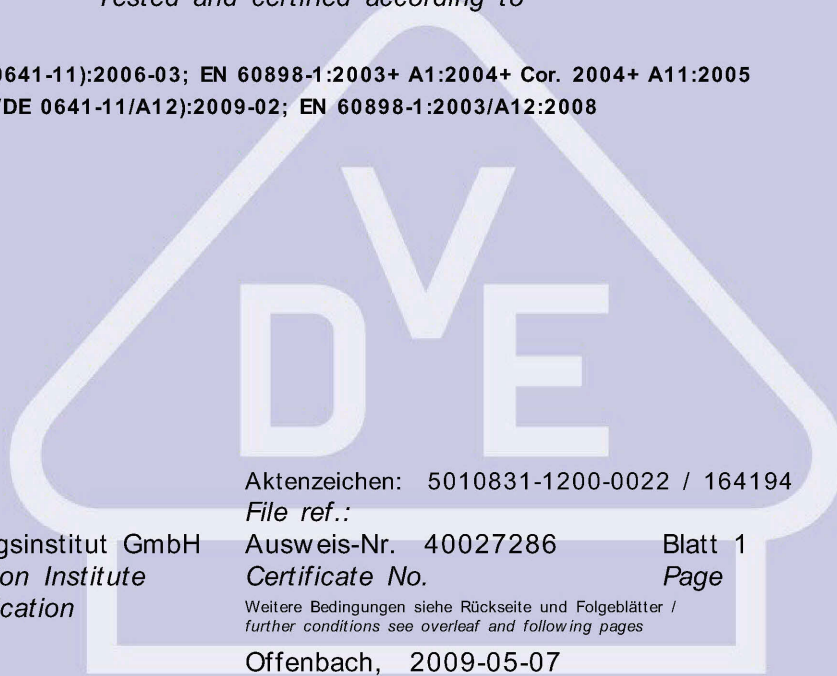 Tested and certified according to
0641-11):2006-03; EN 60898-1:2003+ A1:2004+ Cor. 2004+ A11:2005
VDE 0641-11/A12):2009-02; EN 60898-1:2003/A12:2008
DVE
Aktenzeichen: 5010831-1200-0022 / 164194
File ref.:
gsinstitut GmbH Ausweis-Nr. 40027286 Blatt 1
on Institute Certificate No. Page
cation Weitere Bedingungen siehe Rückseite und Folgeblätter /
further conditions see overleaf and following pages
Offenbach, 2009-05-07